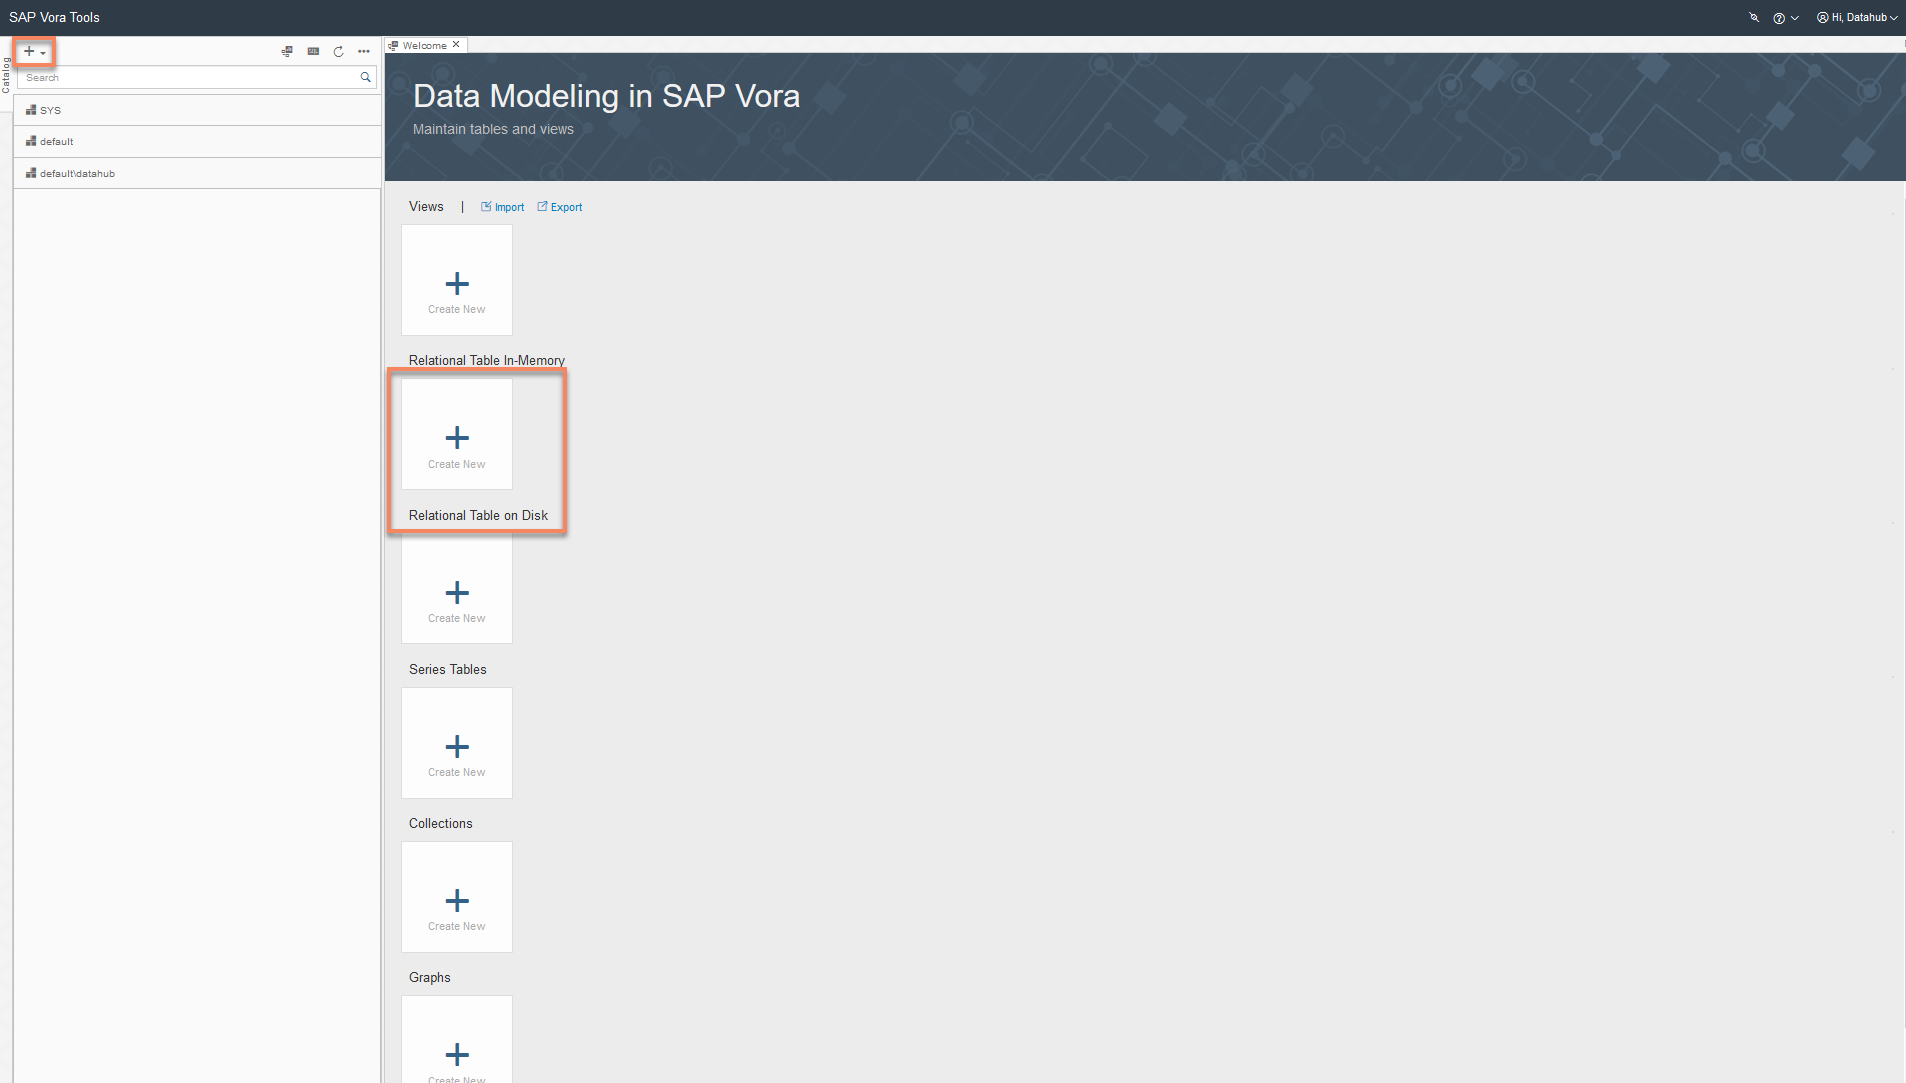 SAP Vora Tools
Hi, Datahub
Catalog
Search
SYS
default
default\datahub
Welcome
Data Modeling in SAP Vora
Maintain tables and views
Views | Import Export
Create New
Relational Table In-Memory
Create New
Relational Table on Disk
Create New
Series Tables
Create New
Collections
Create New
Graphs
Create New